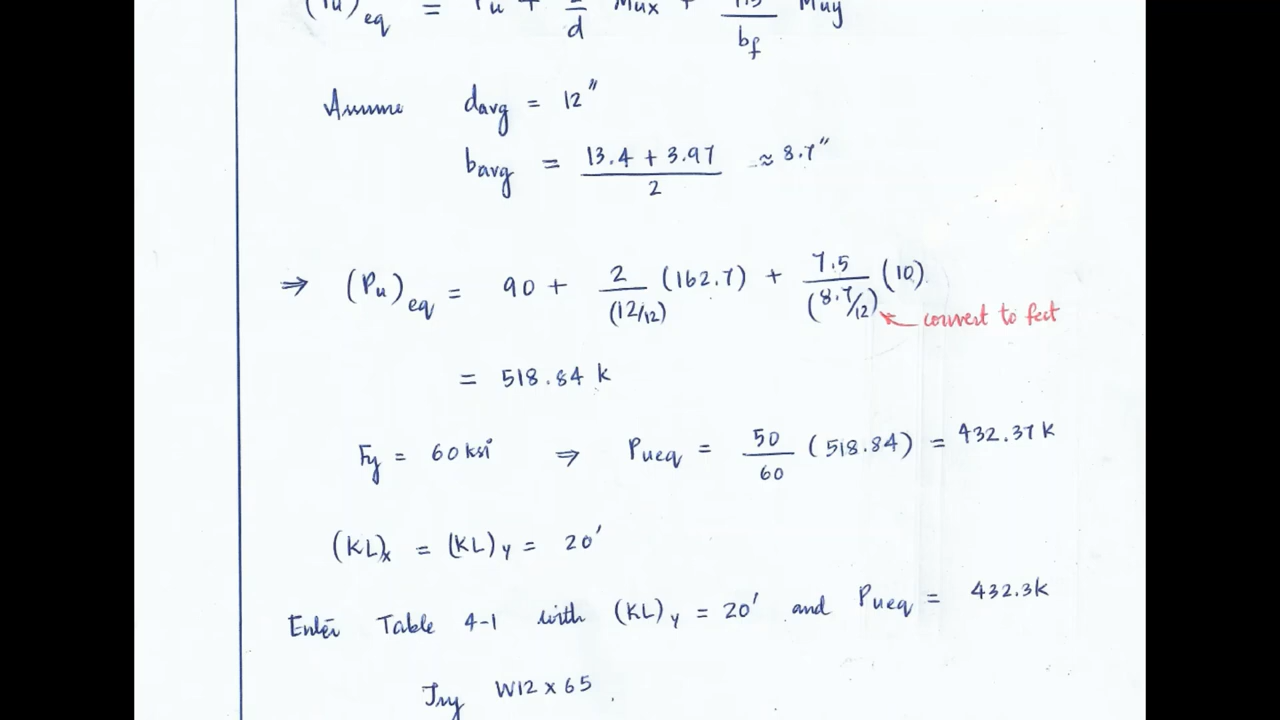 (Pu)eq = Pu + 2/d Mux + 7.5/bf Muy
Assume davg = 12"
bavg = 13.4 + 3.97 / 2 ≈ 8.7"
⇒ (Pu)eq = 90 + 2/(12/12) (162.7) + 7.5/(8.7/12) (10)
convert to feet
= 518.84 k
Fy = 60 ksi ⇒ Pueq = 50/60 (518.84) = 432.37 k
(KL)x = (KL)y = 20'
Enter Table 4-1 with (KL)y = 20' and Pueq = 432.3k
Try W12 x 65.